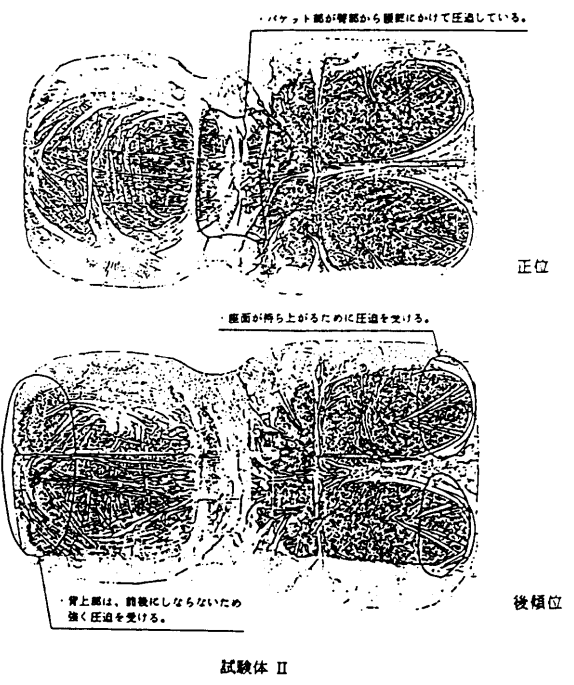 ・バケット部が臀部から腰部にかけて圧迫している。
正位
・座面が持ち上がるために圧迫を受ける。
・背上部は、前後にしならないため
強く圧迫を受ける。
後傾位
試験体 II